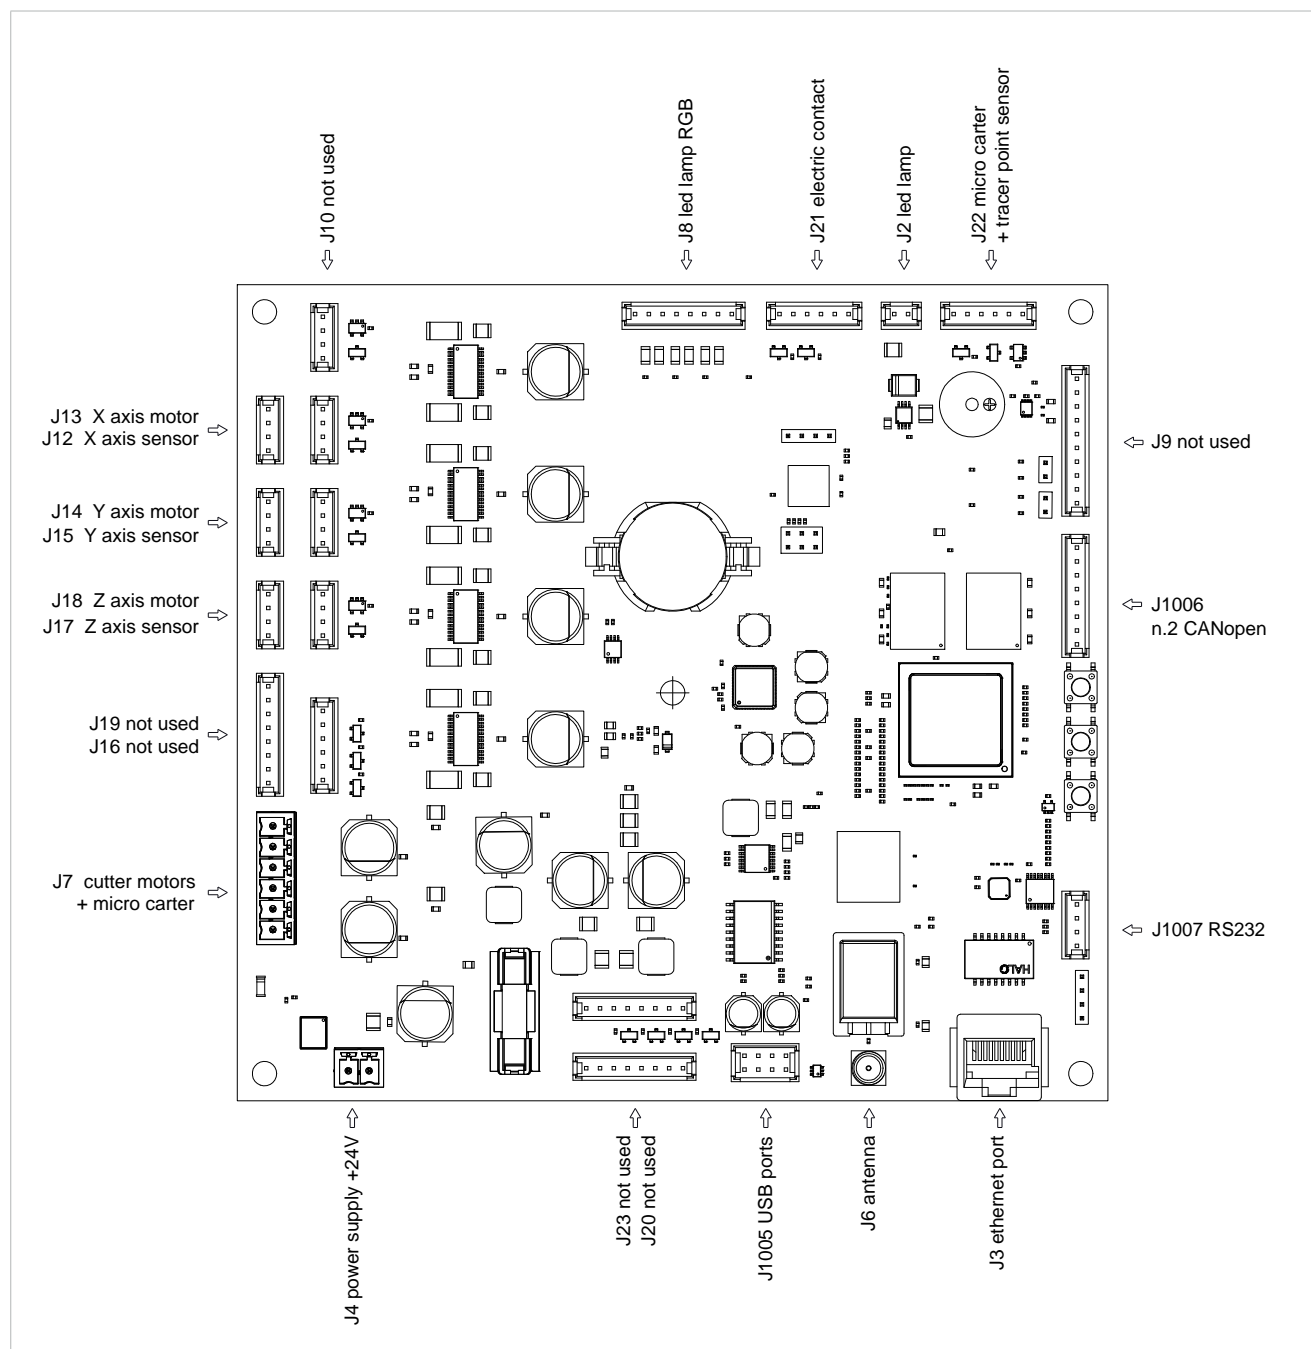 J10 not used
J8 led lamp RGB
J21 electric contact
J2 led lamp
J22 micro carter
+ tracer point sensor
J13 X axis motor
J12 X axis sensor
J14 Y axis motor
J15 Y axis sensor
J18 Z axis motor
J17 Z axis sensor
J19 not used
J16 not used
J7 cutter motors
+ micro carter
J9 not used
J1006
n.2 CANopen
J1007 RS232
HALO
J4 power supply +24V
J23 not used
J20 not used
J1005 USB ports
J6 antenna
J3 ethernet port